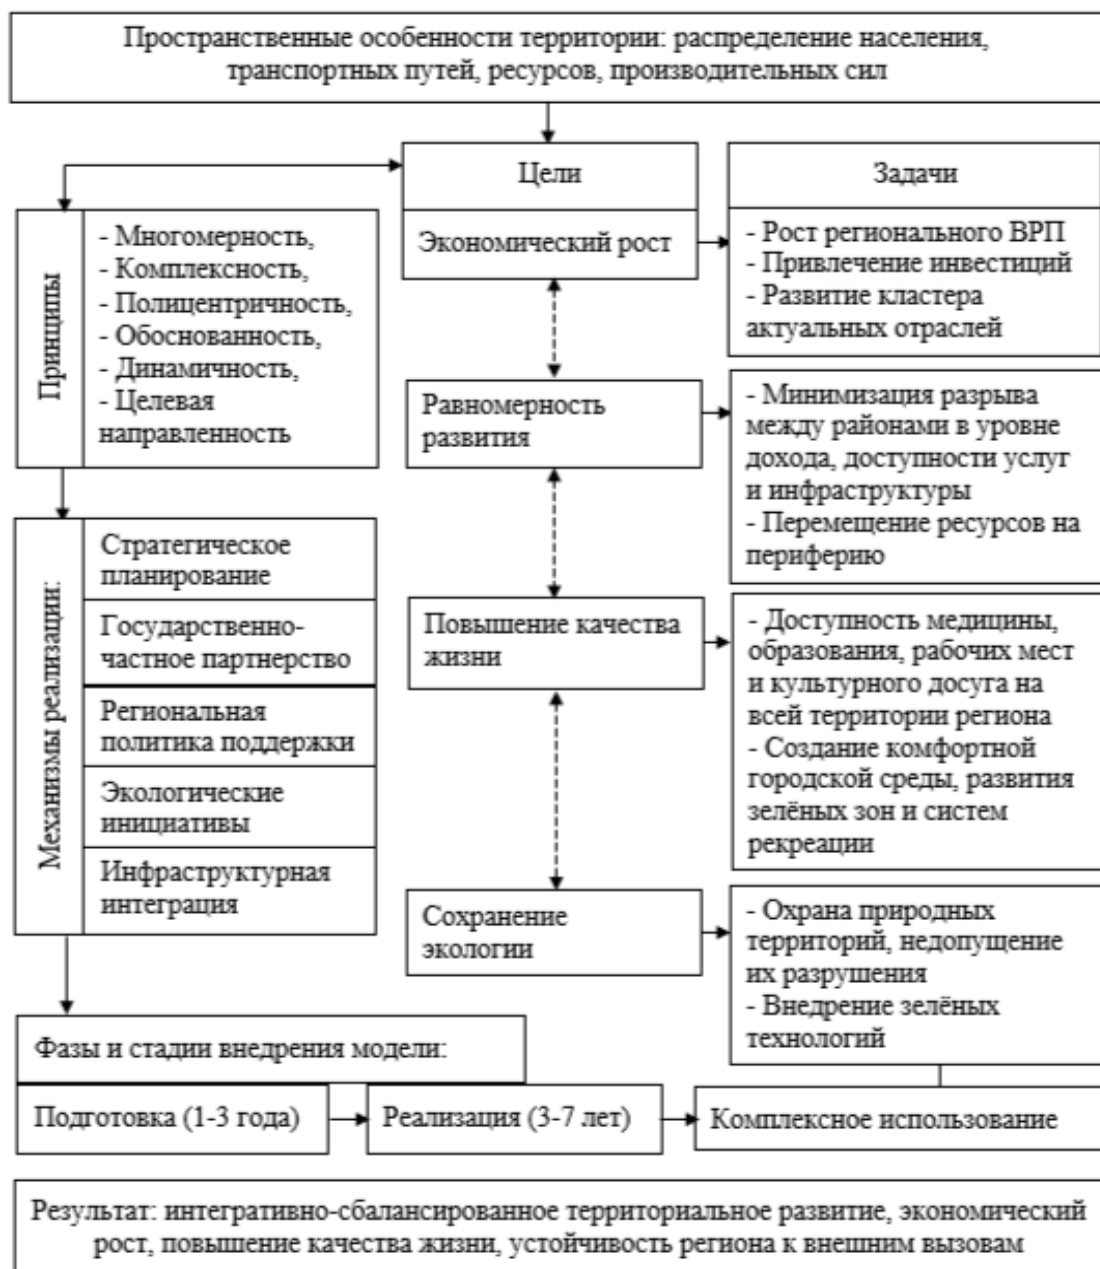 Пространственные особенности территории: распределение населения,
транспортных путей, ресурсов, производительных сил
Цели
Задачи
Принципы
- Многомерность,
- Комплексность,
- Полицентричность,
- Обоснованность,
- Динамичность,
- Целевая
направленность
Экономический рост
- Рост регионального ВРП
- Привлечение инвестиций
- Развитие кластера
актуальных отраслей
Равномерность
развития
- Минимизация разрыва
между районами в уровне
дохода, доступности услуг
и инфраструктуры
- Перемещение ресурсов на
периферию
Механизмы реализации:
Стратегическое
планирование
Государственно-
частное партнерство
Региональная
политика поддержки
Экологические
инициативы
Инфраструктурная
интеграция
Повышение качества
жизни
- Доступность медицины,
образования, рабочих мест
и культурного досуга на
всей территории региона
- Создание комфортной
городской среды, развития
зелёных зон и систем
рекреации
Сохранение
экологии
- Охрана природных
территорий, недопущение
их разрушения
- Внедрение зелёных
технологий
Фазы и стадии внедрения модели:
Подготовка (1-3 года)
Реализация (3-7 лет)
Комплексное использование
Результат: интегративно-сбалансированное территориальное развитие, экономический
рост, повышение качества жизни, устойчивость региона к внешним вызовам